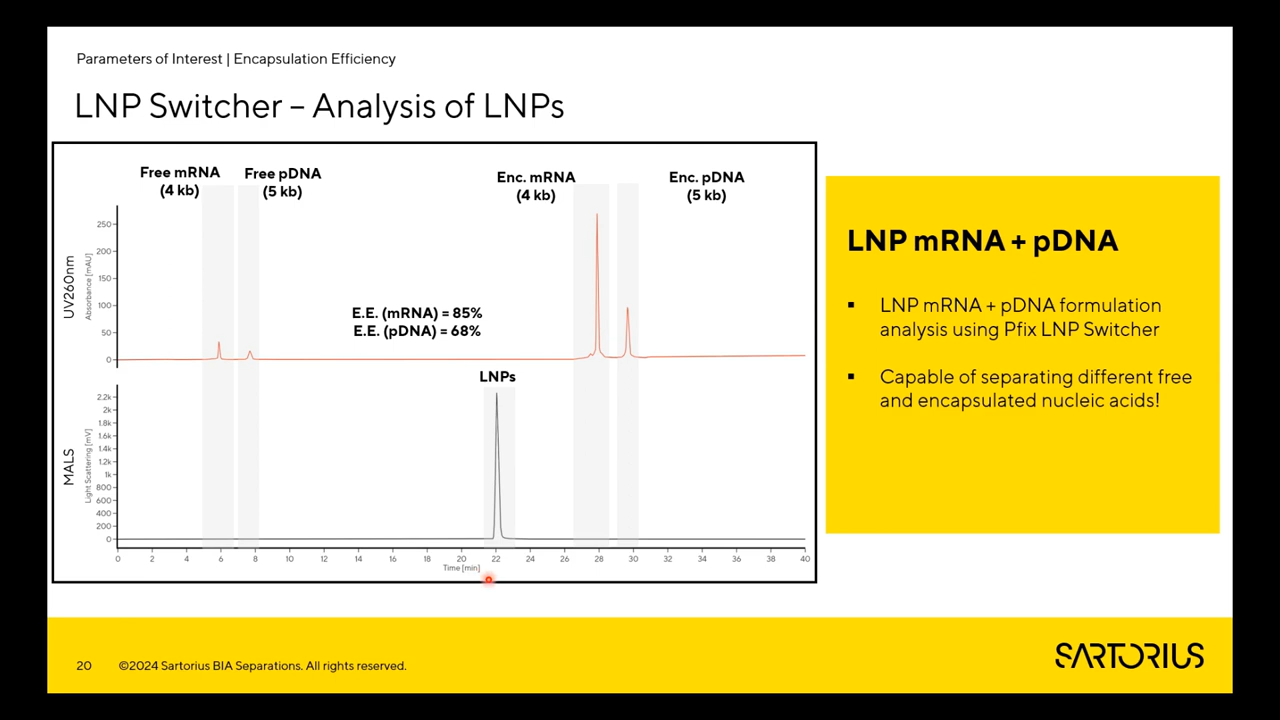 Parameters of Interest | Encapsulation Efficiency
LNP Switcher – Analysis of LNPs
Free mRNA
(4 kb)
Free pDNA
(5 kb)
Enc. mRNA
(4 kb)
Enc. pDNA
(5 kb)
UV260nm
Absorbance [mAU]
250
200
150
100
50
0
E.E. (mRNA) = 85%
E.E. (pDNA) = 68%
LNPs
MALS
Light Scattering [mV]
2.2k
2k
1.8k
1.6k
1.4k
1.2k
1k
800
600
400
200
0
0 2 4 6 8 10 12 14 16 18 20 22 24 26 28 30 32 34 36 38 40
Time [min]
LNP mRNA + pDNA
▪ LNP mRNA + pDNA formulation
analysis using Pfix LNP Switcher
▪ Capable of separating different free
and encapsulated nucleic acids!
20 ©2024 Sartorius BIA Separations. All rights reserved.
SARTORIUS